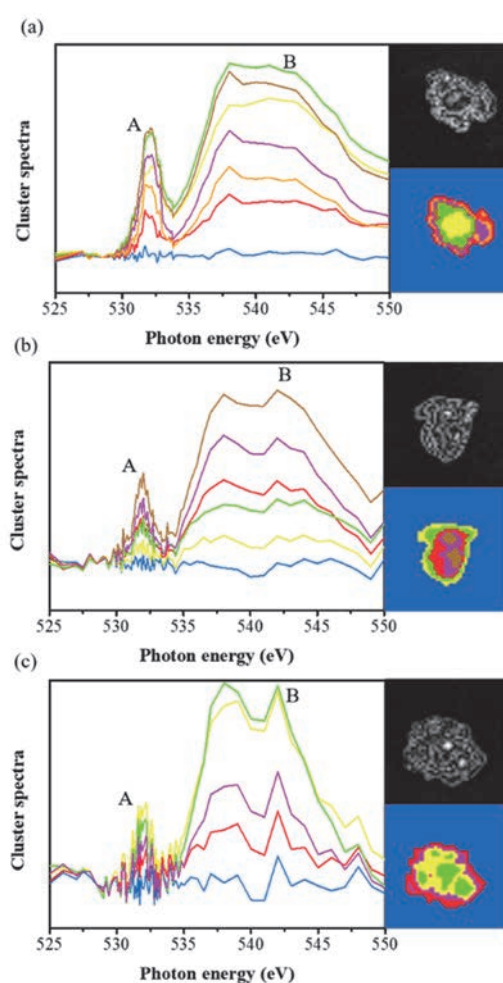 (a)
A
B
Cluster spectra
525 530 535 540 545 550
Photon energy (eV)
(b)
A
B
Cluster spectra
525 530 535 540 545 550
Photon energy (eV)
(c)
A
B
Cluster spectra
525 530 535 540 545 550
Photon energy (eV)